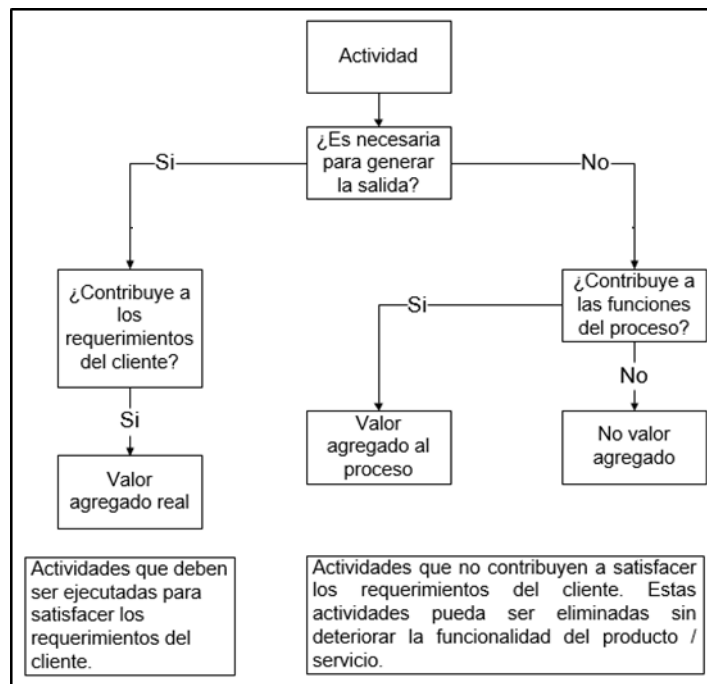 Actividad
¿Es necesaria
para generar
la salida?
Si
No
¿Contribuye a
los
requerimientos
del cliente?
¿Contribuye a
las funciones
del proceso?
Si
No
Si
Valor
agregado al
proceso
No valor
agregado
Valor
agregado real
Actividades que deben
ser ejecutadas para
satisfacer los
requerimientos del
cliente.
Actividades que no contribuyen a satisfacer
los requerimientos del cliente. Estas
actividades pueda ser eliminadas sin
deteriorar la funcionalidad del producto /
servicio.